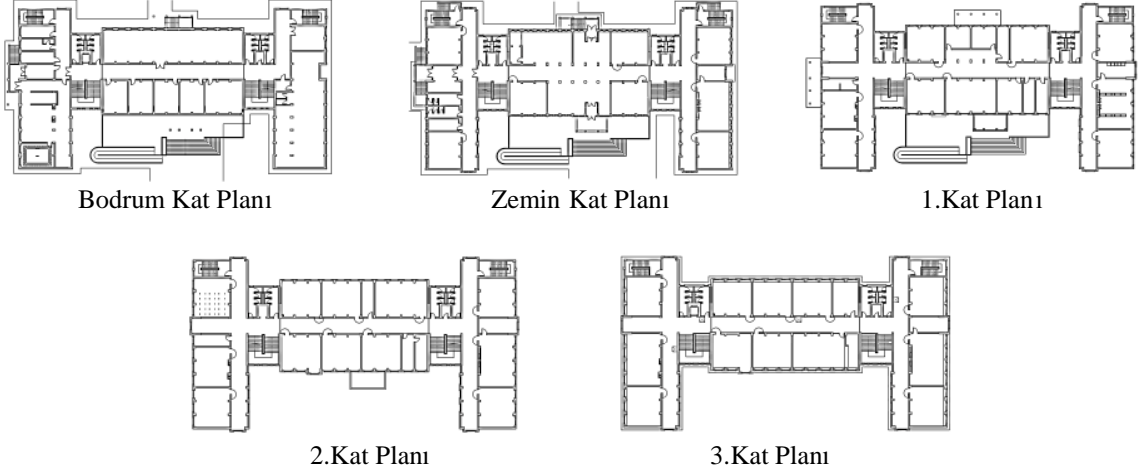 Bodrum Kat Planı
Zemin Kat Planı
1.Kat Planı
2.Kat Planı
3.Kat Planı